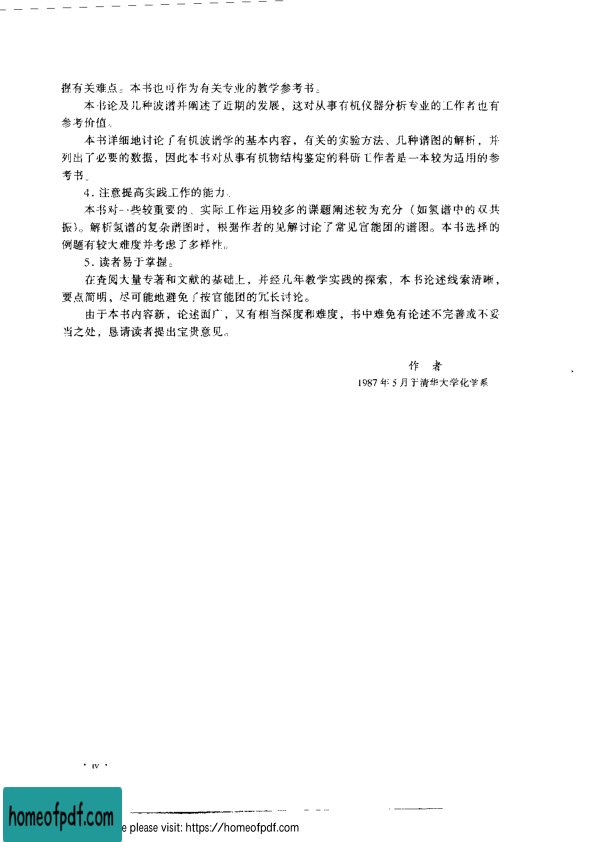 握有关难点。本书也可作为有关专业的教学参考书。
本书论及几种波谱并阐述了近期的发展，这对从事有机仪器分析专业的工作者也有
参考价值。
本书详细地讨论了有机波谱学的基本内容，有关的实验方法、几种谱图的解析，并
列出了必要的数据，因此本书对从事有机物结构鉴定的科研工作者是一本较为适用的参
考书。
4．注意提高实践工作的能力。
本书对一些较重要的、实际工作运用较多的课题阐述较为充分（如氢谱中的双共
振）。解析氢谱的复杂谱图时，根据作者的见解讨论了常见官能团的谱图。本书选择的
例题有较大难度并考虑了多样性。
5．读者易于掌握。
在查阅大量专著和文献的基础上，并经几年教学实践的探索，本书论述线索清晰，
要点简明，尽可能地避免了按官能团的冗长讨论。
由于本书内容新，论述面广，又有相当深度和难度，书中难免有论述不完善或不妥
当之处，恳请读者提出宝贵意见。
作 者
1987 年 5 月于清华大学化学系
· iv ·
homeofpdf.com
e please visit: https://homeofpdf.com